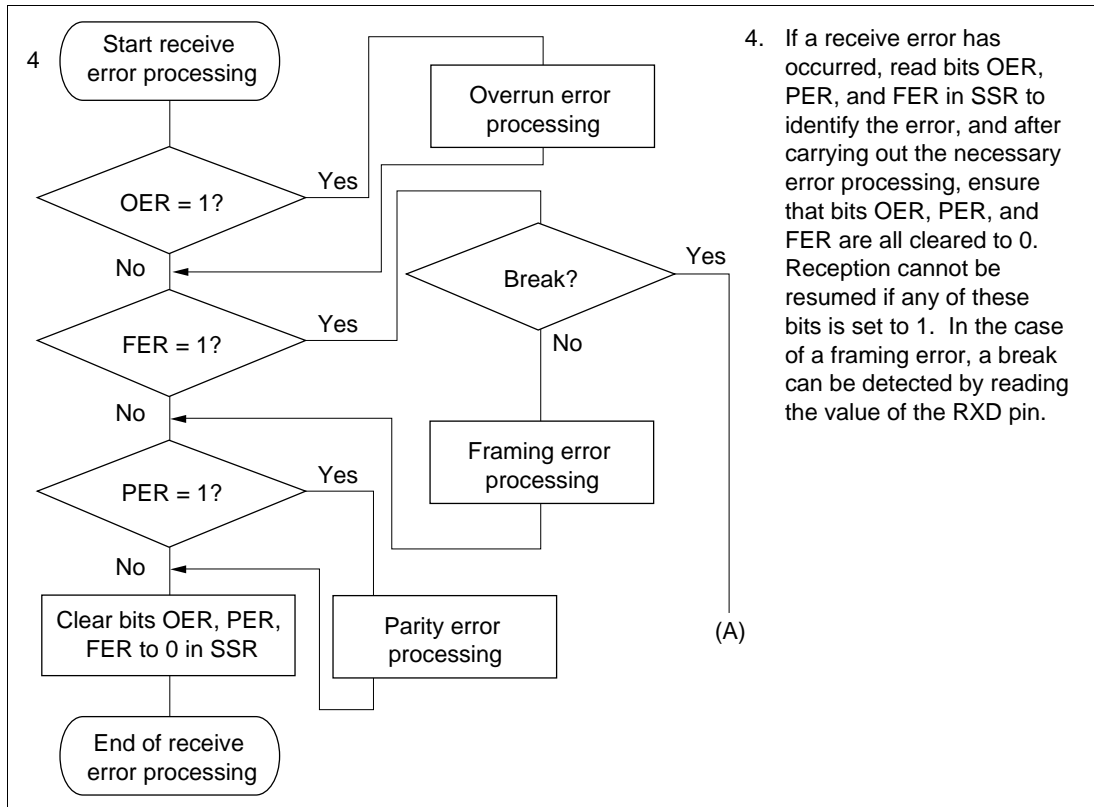 4
Start receive
error processing
Overrun error
processing
OER = 1?
Yes
No
Break?
Yes
FER = 1?
Yes
No
No
Framing error
processing
PER = 1?
Yes
No
Clear bits OER, PER,
FER to 0 in SSR
Parity error
processing
(A)
End of receive
error processing
4. If a receive error has
occurred, read bits OER,
PER, and FER in SSR to
identify the error, and after
carrying out the necessary
error processing, ensure
that bits OER, PER, and
FER are all cleared to 0.
Reception cannot be
resumed if any of these
bits is set to 1. In the case
of a framing error, a break
can be detected by reading
the value of the RXD pin.